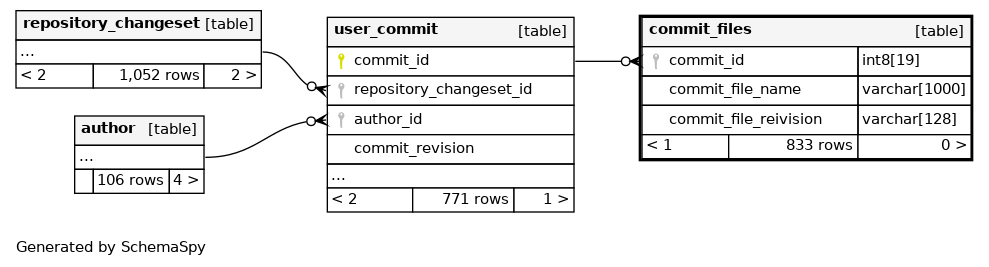 repository_changeset [table]
...
< 2 1,052 rows 2 >
author [table]
...
106 rows 4 >
user_commit [table]
commit_id
repository_changeset_id
author_id
commit_revision
...
< 2 771 rows 1 >
commit_files [table]
commit_id int8[19]
commit_file_name varchar[1000]
commit_file_reivision varchar[128]
< 1 833 rows 0 >
Generated by SchemaSpy